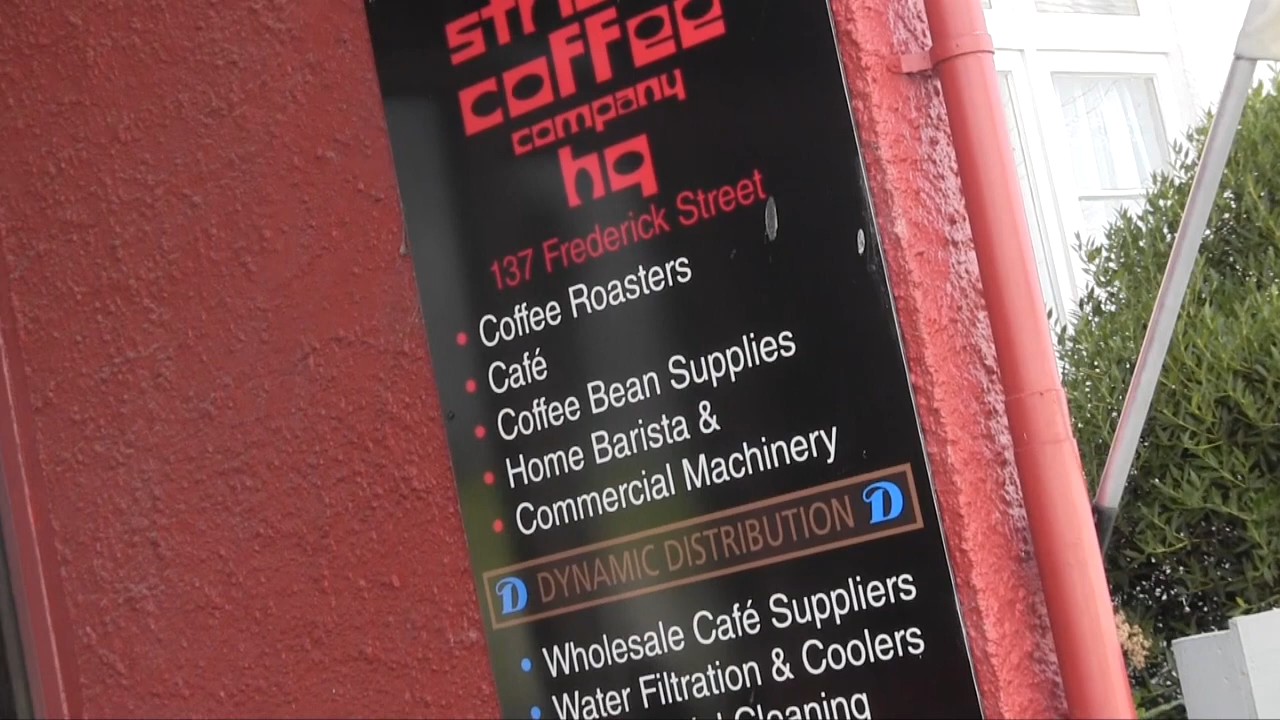 coffee
company
hq
137 Frederick Street
• Coffee Roasters
• Café
• Coffee Bean Supplies
• Home Barista &
• Commercial Machinery
D DYNAMIC DISTRIBUTION D
• Wholesale Café Suppliers
• Water Filtration & Coolers
Cleaning